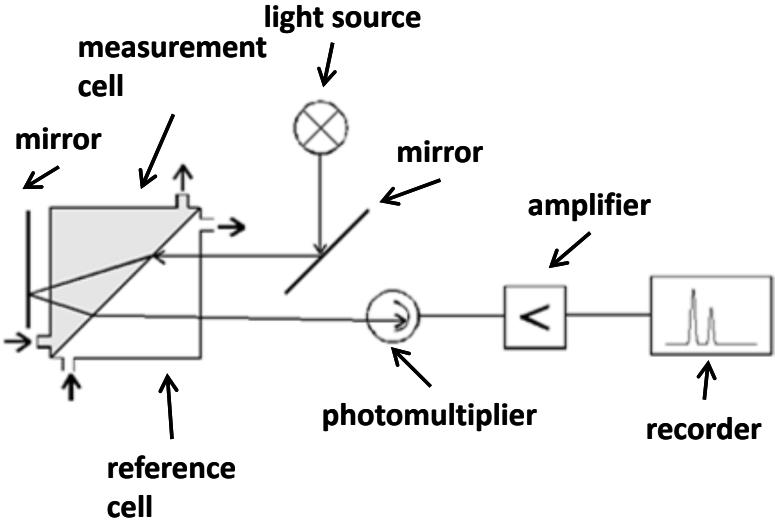 light source
measurement
cell
mirror
mirror
amplifier
photomultiplier
recorder
reference
cell